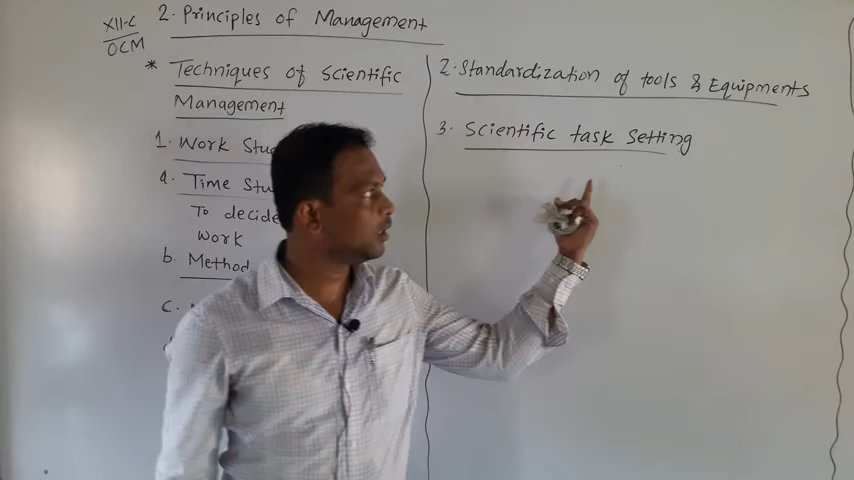 XII-C
OCM
2. Principles of Management
* Techniques of Scientific
Management
1. Work
a. Time
To decide
Work
b. Method
c.
2. Standardization of tools & Equipments
3. Scientific task Setting